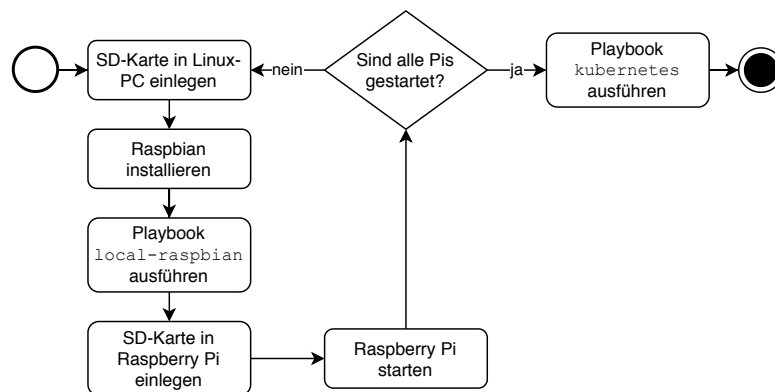 SD-Karte in Linux-
PC einlegen
nein
Sind alle Pis
gestartet?
ja
Playbook
kubernetes
ausführen
Raspbian
installieren
Playbook
local-raspbian
ausführen
SD-Karte in
Raspberry Pi
einlegen
Raspberry Pi
starten